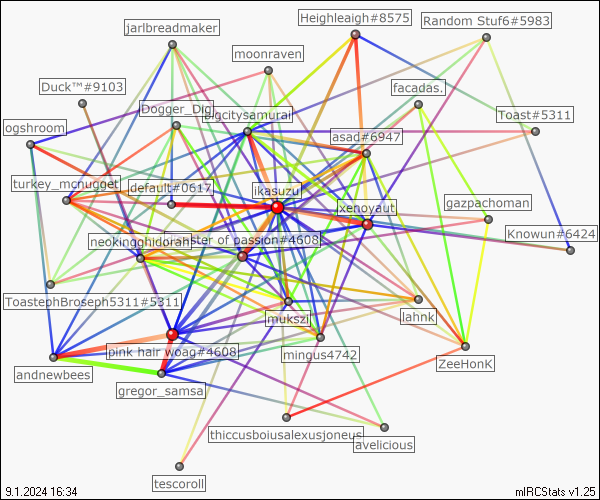 Heighleigh#8575
Random Stuf6#5983
jarlbreadmaker
moonraven
Duck™#9103
facadas.
Dogger_Dig
bigcitysamurai
Toast#5311
ogshroom
asad#6947
turkey_mcnugget
default#0617
ikasuzu
xenoyaut
gazpachoman
neokingghidorah
ster of passion#4608
Knowun#6424
ToastephBroseph5311#5311
mukszi
lahnk
pink hair woag#4608
mingus4742
ZeeHonK
andnewbees
gregor_samsa
thiccusboiusalexusjoneus
avelicious
tescoroll
9.1.2024 16:34
mIRCStats v1.25